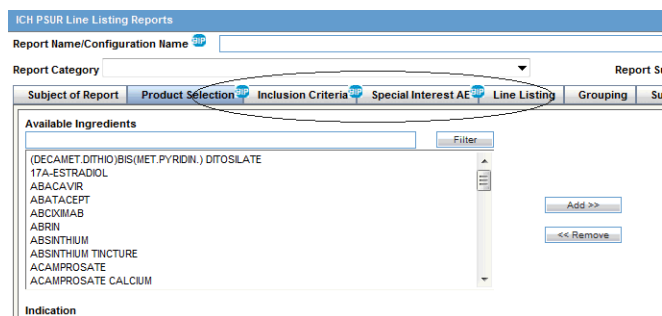 ICH PSUR Line Listing Reports
Report Name/Configuration Name BIP
Report Category Report Su
Subject of Report Product Selection BIP Inclusion Criteria BIP Special Interest AE BIP Line Listing Grouping Su
Available Ingredients
Filter
(DECAMET.DITHIO)BIS(MET.PYRIDIN.) DITOSILATE
17A-ESTRADIOL
ABACAVIR
ABATACEPT
ABCIXIMAB
ABRIN
ABSINTHIUM
ABSINTHIUM TINCTURE
ACAMPROSATE
ACAMPROSATE CALCIUM
Add >>
<< Remove
Indication